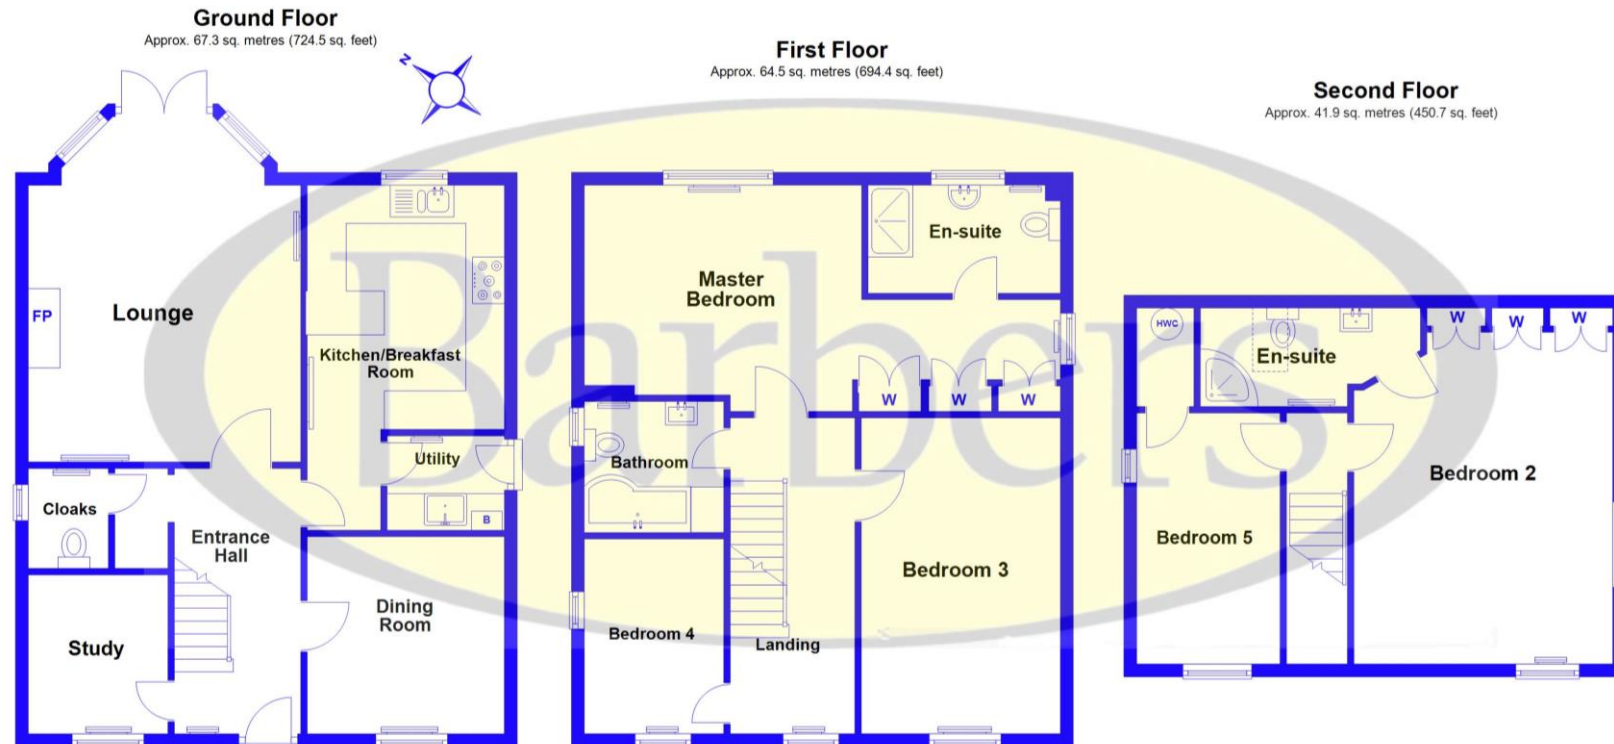 Ground Floor
Approx. 67.3 sq. metres (724.5 sq. feet)
N
FP
Lounge
Kitchen/Breakfast
Room
Utility
B
Cloaks
Entrance
Hall
Study
Dining
Room
First Floor
Approx. 64.5 sq. metres (694.4 sq. feet)
Master
Bedroom
En-suite
W
W
W
Bathroom
Bedroom 4
Landing
Bedroom 3
Second Floor
Approx. 41.9 sq. metres (450.7 sq. feet)
HWC
En-suite
W
W
W
Bedroom 2
Bedroom 5
Barbers